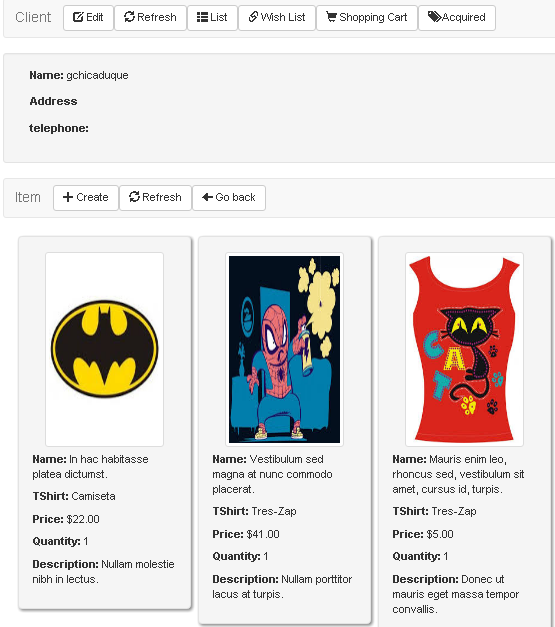 Client Edit Refresh List Wish List Shopping Cart Acquired
Name: gchicaduque
Address
telephone:
Item Create Refresh Go back
2
CAT
Name: In hac habitasse
platea dictumst.
TShirt: Camiseta
Price: $22.00
Quantity: 1
Description: Nullam molestie
nibh in lectus.
Name: Vestibulum sed
magna at nunc commodo
placerat.
TShirt: Tres-Zap
Price: $41.00
Quantity: 1
Description: Nullam porttitor
lacus at turpis.
Name: Mauris enim leo,
rhoncus sed, vestibulum sit
amet, cursus id, turpis.
TShirt: Tres-Zap
Price: $5.00
Quantity: 1
Description: Donec ut
mauris eget massa tempor
convallis.